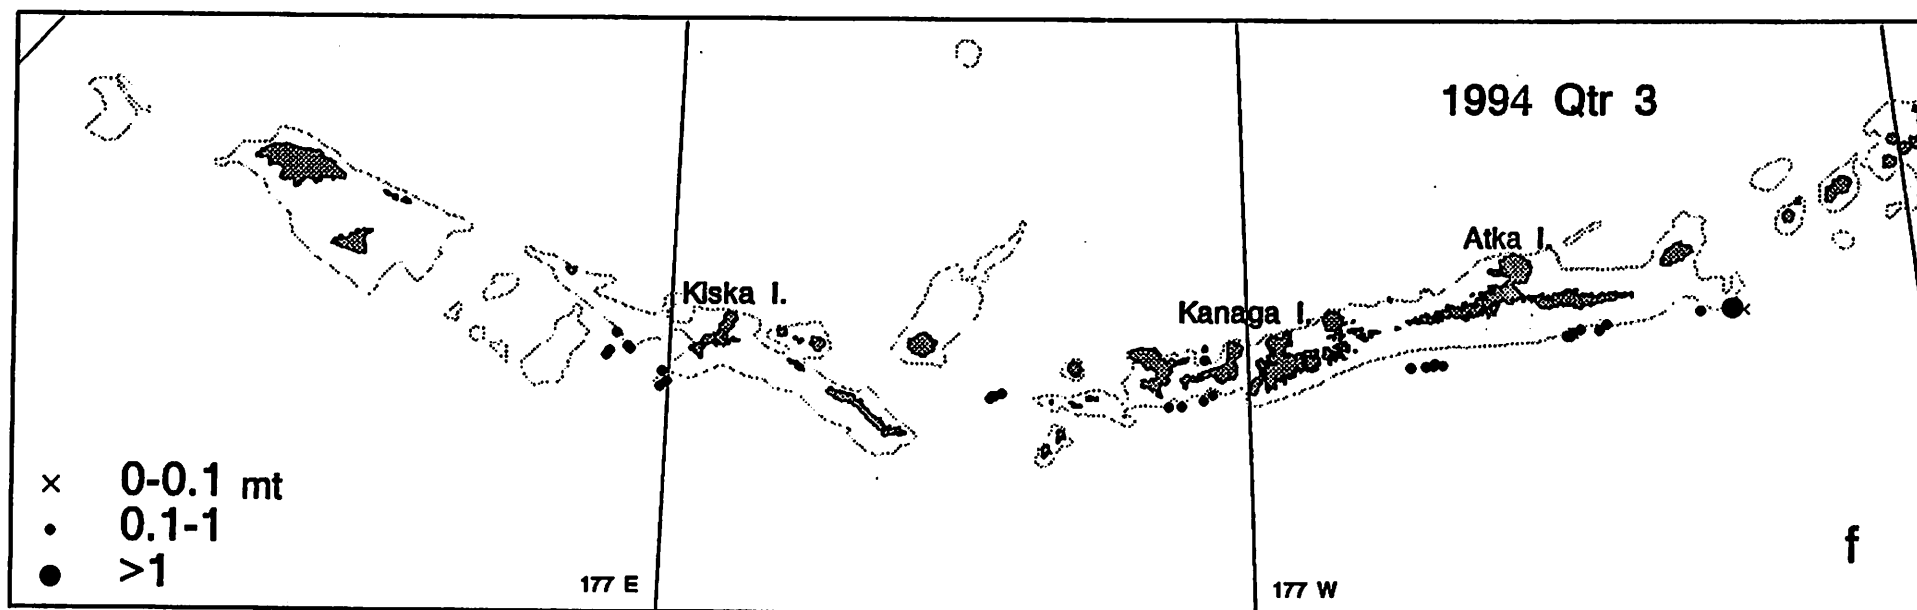 1994 Qtr 3
Atka I.
Kiska I.
Kanaga I.
0-0.1 mt
0.1-1
>1
177 E
177 W
f